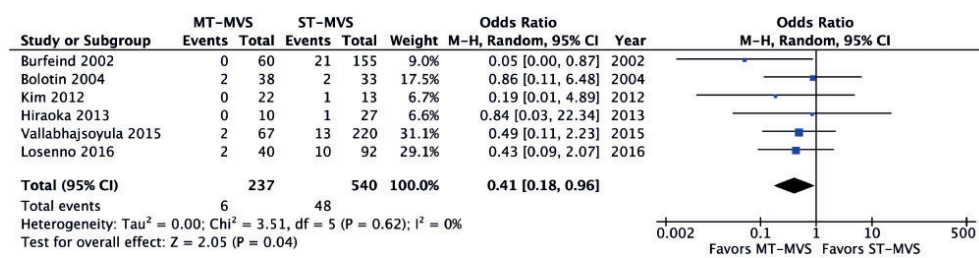 MT-MVS ST-MVS Odds Ratio Odds Ratio
Study or Subgroup Events Total Events Total Weight M-H, Random, 95% CI Year M-H, Random, 95% CI
Burfeind 2002 0 60 21 155 9.0% 0.05 [0.00, 0.87] 2002
Bolotin 2004 2 38 2 33 17.5% 0.86 [0.11, 6.48] 2004
Kim 2012 0 22 1 13 6.7% 0.19 [0.01, 4.89] 2012
Hiraoka 2013 0 10 1 27 6.6% 0.84 [0.03, 22.34] 2013
Vallabhajsoyula 2015 2 67 13 220 31.1% 0.49 [0.11, 2.23] 2015
Losenno 2016 2 40 10 92 29.1% 0.43 [0.09, 2.07] 2016
Total (95% CI) 237 540 100.0% 0.41 [0.18, 0.96]
Total events 6 48
Heterogeneity: Tau² = 0.00; Chi² = 3.51, df = 5 (P = 0.62); I² = 0%
Test for overall effect: Z = 2.05 (P = 0.04)
0.002 0.1 1 10 500
Favors MT-MVS Favors ST-MVS